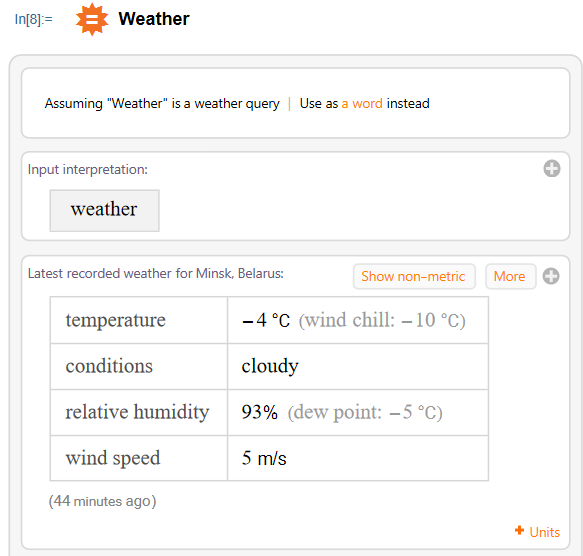 In[8]:= Weather
Assuming "Weather" is a weather query | Use as a word instead
Input interpretation:
weather
Latest recorded weather for Minsk, Belarus: Show non-metric More
temperature −4 °C (wind chill: −10 °C)
conditions cloudy
relative humidity 93% (dew point: −5 °C)
wind speed 5 m/s
(44 minutes ago)
+ Units